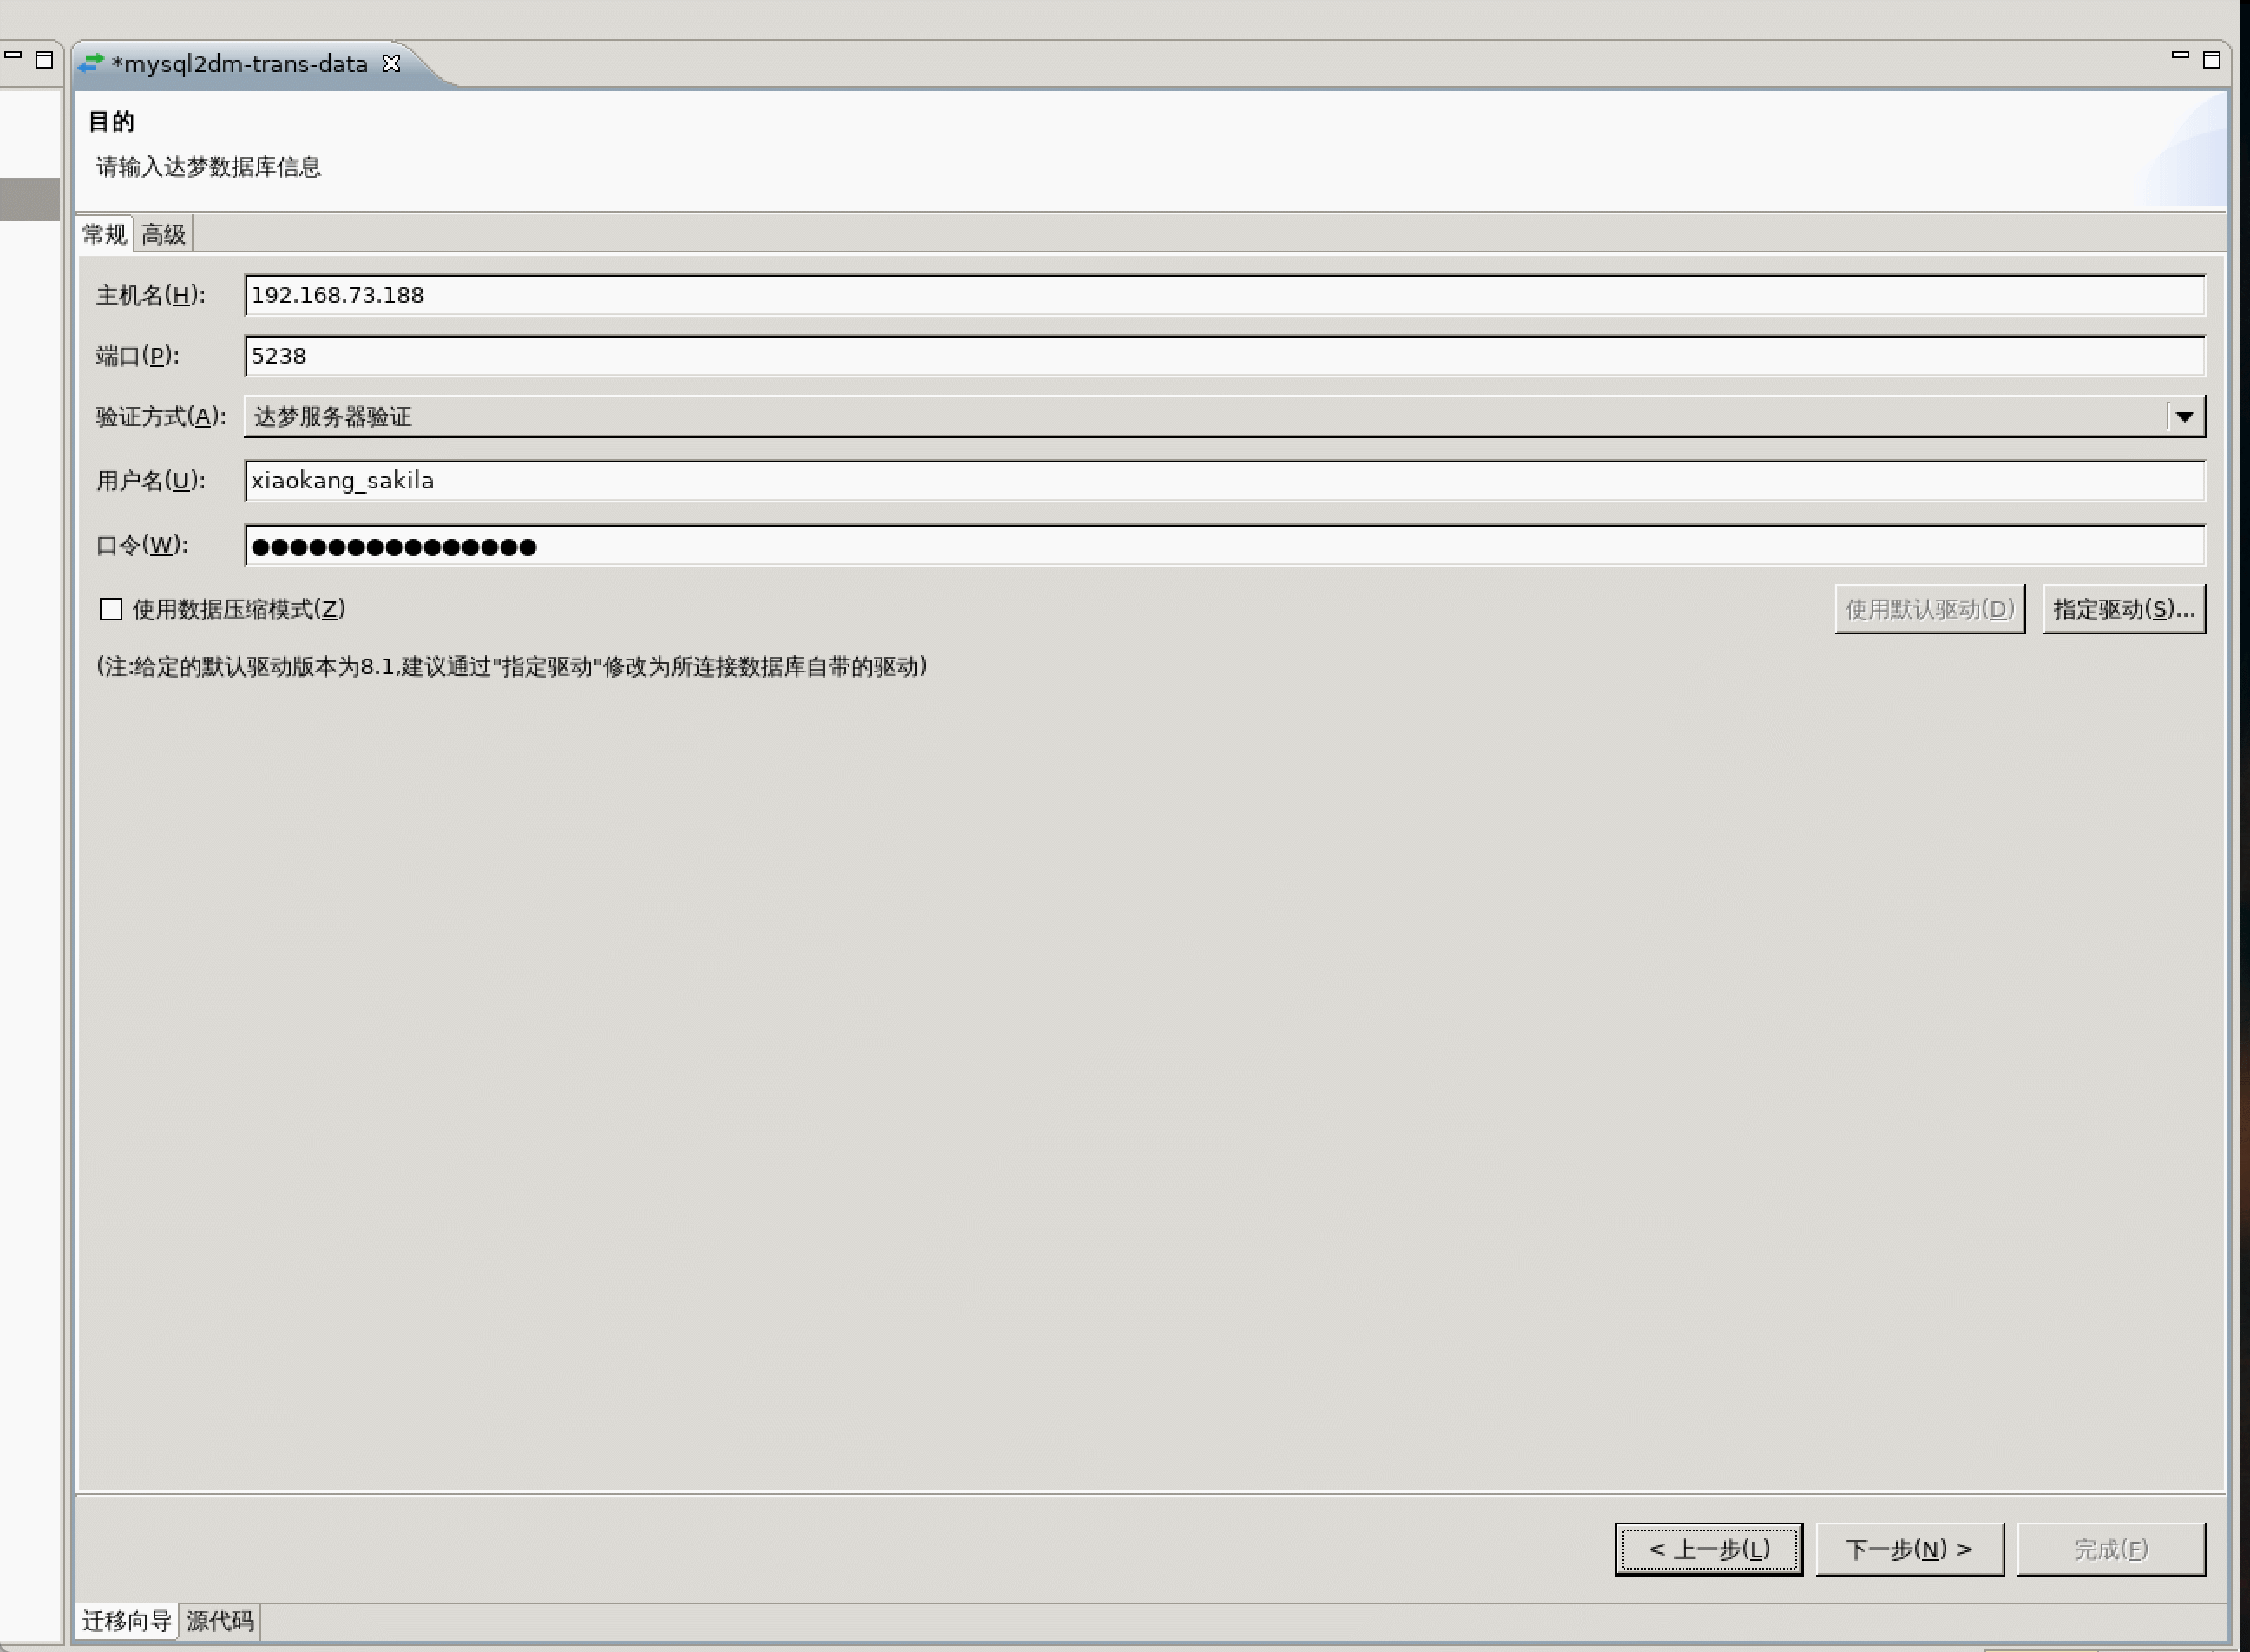 *mysql2dm-trans-data
目的
请输入达梦数据库信息
常规 高级
主机名(H): 192.168.73.188
端口(P): 5238
验证方式(A): 达梦服务器验证
用户名(U): xiaokang_sakila
口令(W): ●●●●●●●●●●●●●●●
使用数据压缩模式(Z) 使用默认驱动(D) 指定驱动(S)...
(注:给定的默认驱动版本为8.1,建议通过"指定驱动"修改为所连接数据库自带的驱动)
< 上一步(L) 下一步(N) > 完成(F)
迁移向导 源代码